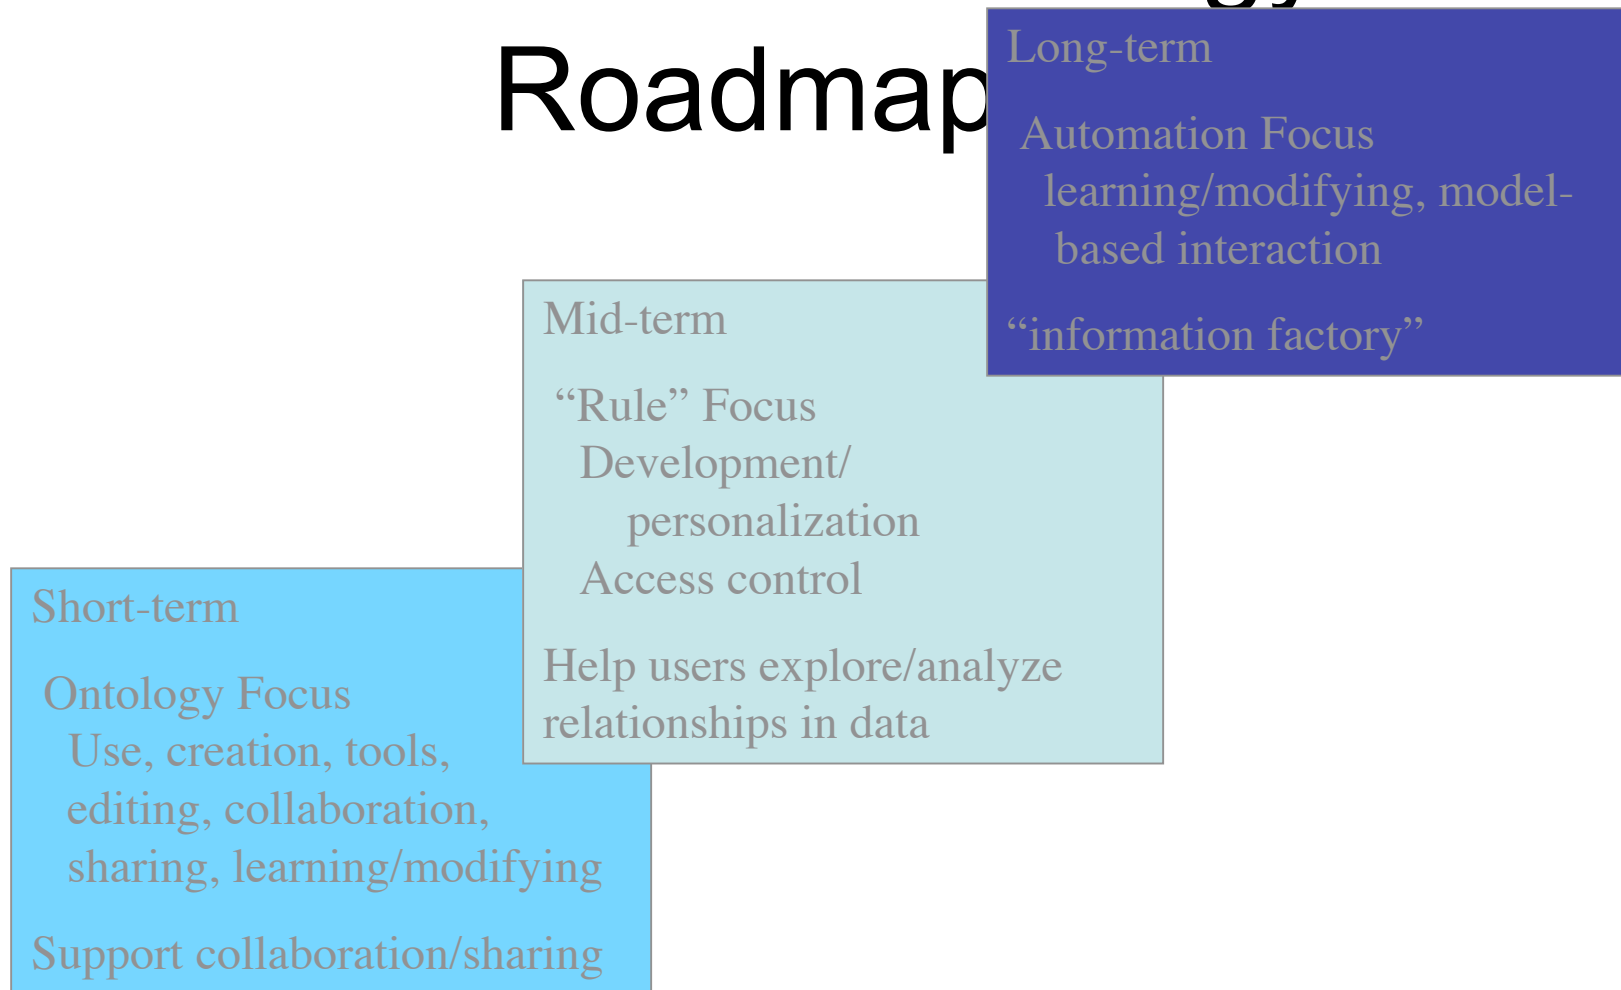 Roadmap
Long-term
Automation Focus
learning/modifying, model-
based interaction
“information factory”
Mid-term
“Rule” Focus
Development/
personalization
Access control
Help users explore/analyze
relationships in data
Short-term
Ontology Focus
Use, creation, tools,
editing, collaboration,
sharing, learning/modifying
Support collaboration/sharing